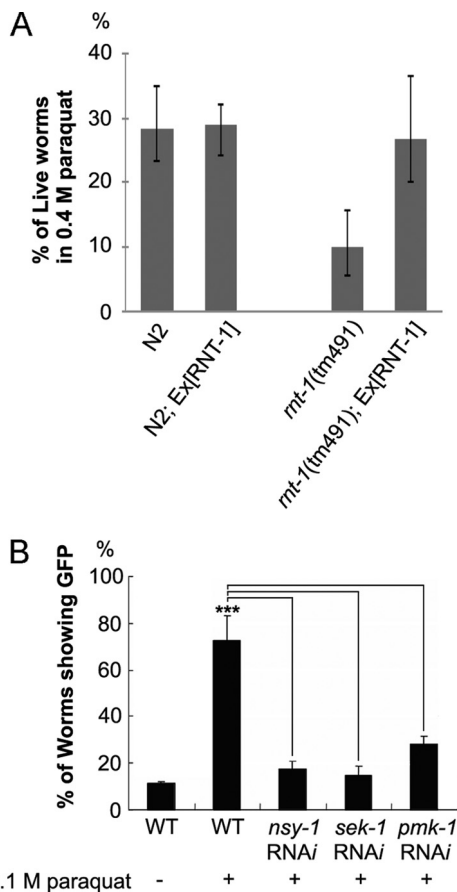 A
%
40
30
20
10
0
% of Live worms
in 0.4 M paraquat
N2
N2; Ex[RNT-1]
rnt-1(tm491)
rnt-1(tm491); Ex[RNT-1]
B
%
100
80
60
40
20
0
% of Worms showing GFP
***
WT WT nsy-1 sek-1 pmk-1
RNAi RNAi RNAi
.1 M paraquat - + + + +